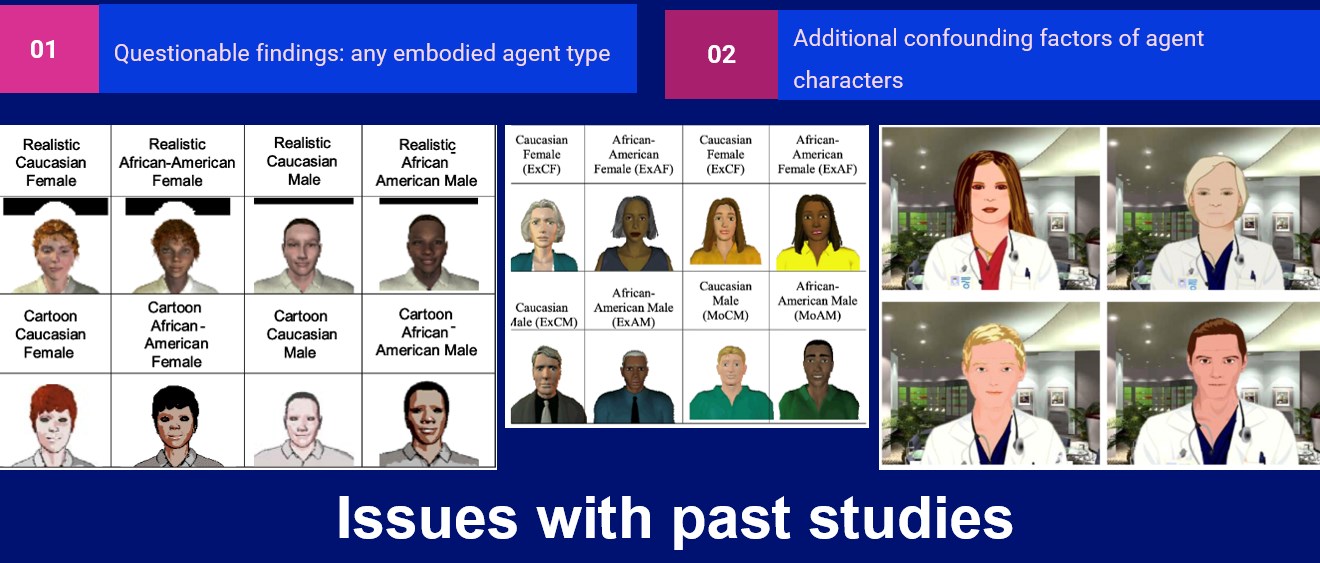 01
Questionable findings: any embodied agent type
02
Additional confounding factors of agent
characters
Realistic
Caucasian
Female
Realistic
African-American
Female
Realistic
Caucasian
Male
Realistic
African-
American Male
Cartoon
Caucasian
Female
Cartoon
African-
American
Female
Cartoon
Caucasian
Male
Cartoon
African-
American Male
Caucasian
Female
(ExCF)
African-
American
Female (ExAF)
Caucasian
Female
(ExCF)
African-
American
Female (ExAF)
Caucasian
Male (ExCM)
African-
American Male
(ExAM)
Caucasian
Male
(MoCM)
African-
American Male
(MoAM)
Issues with past studies